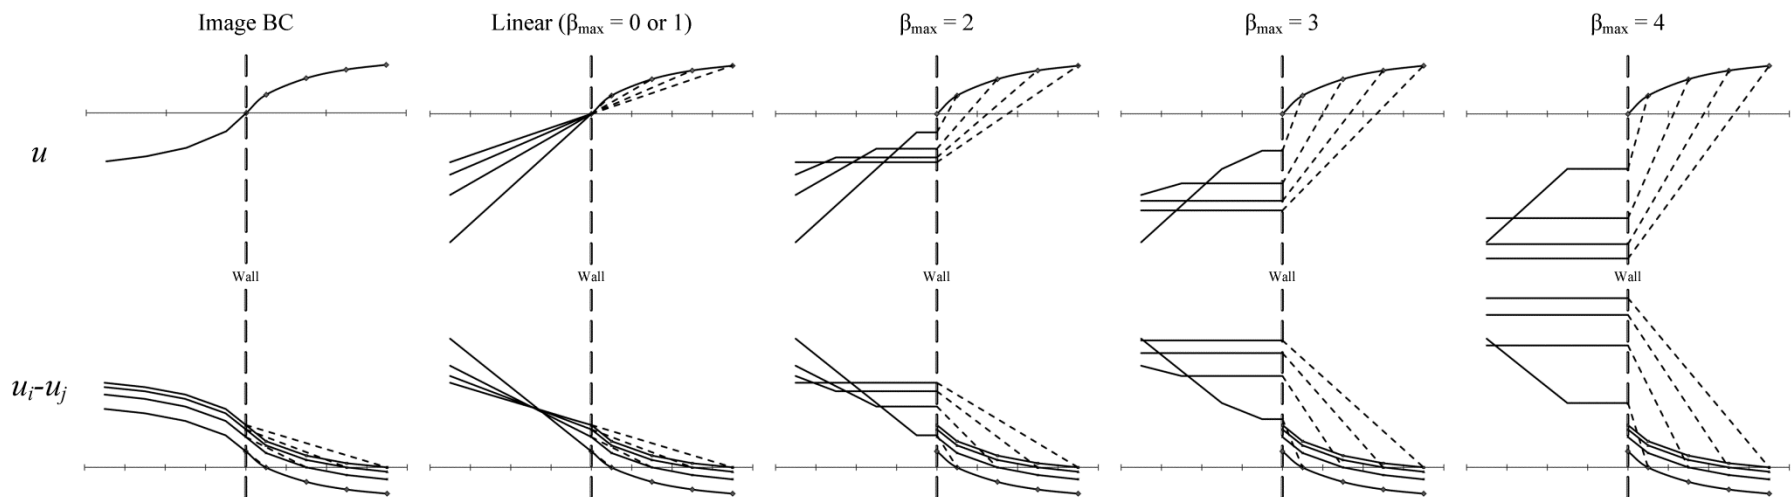 Image BC
Linear (βmax = 0 or 1)
βmax = 2
βmax = 3
βmax = 4
u
Wall
Wall
Wall
Wall
Wall
ui-uj